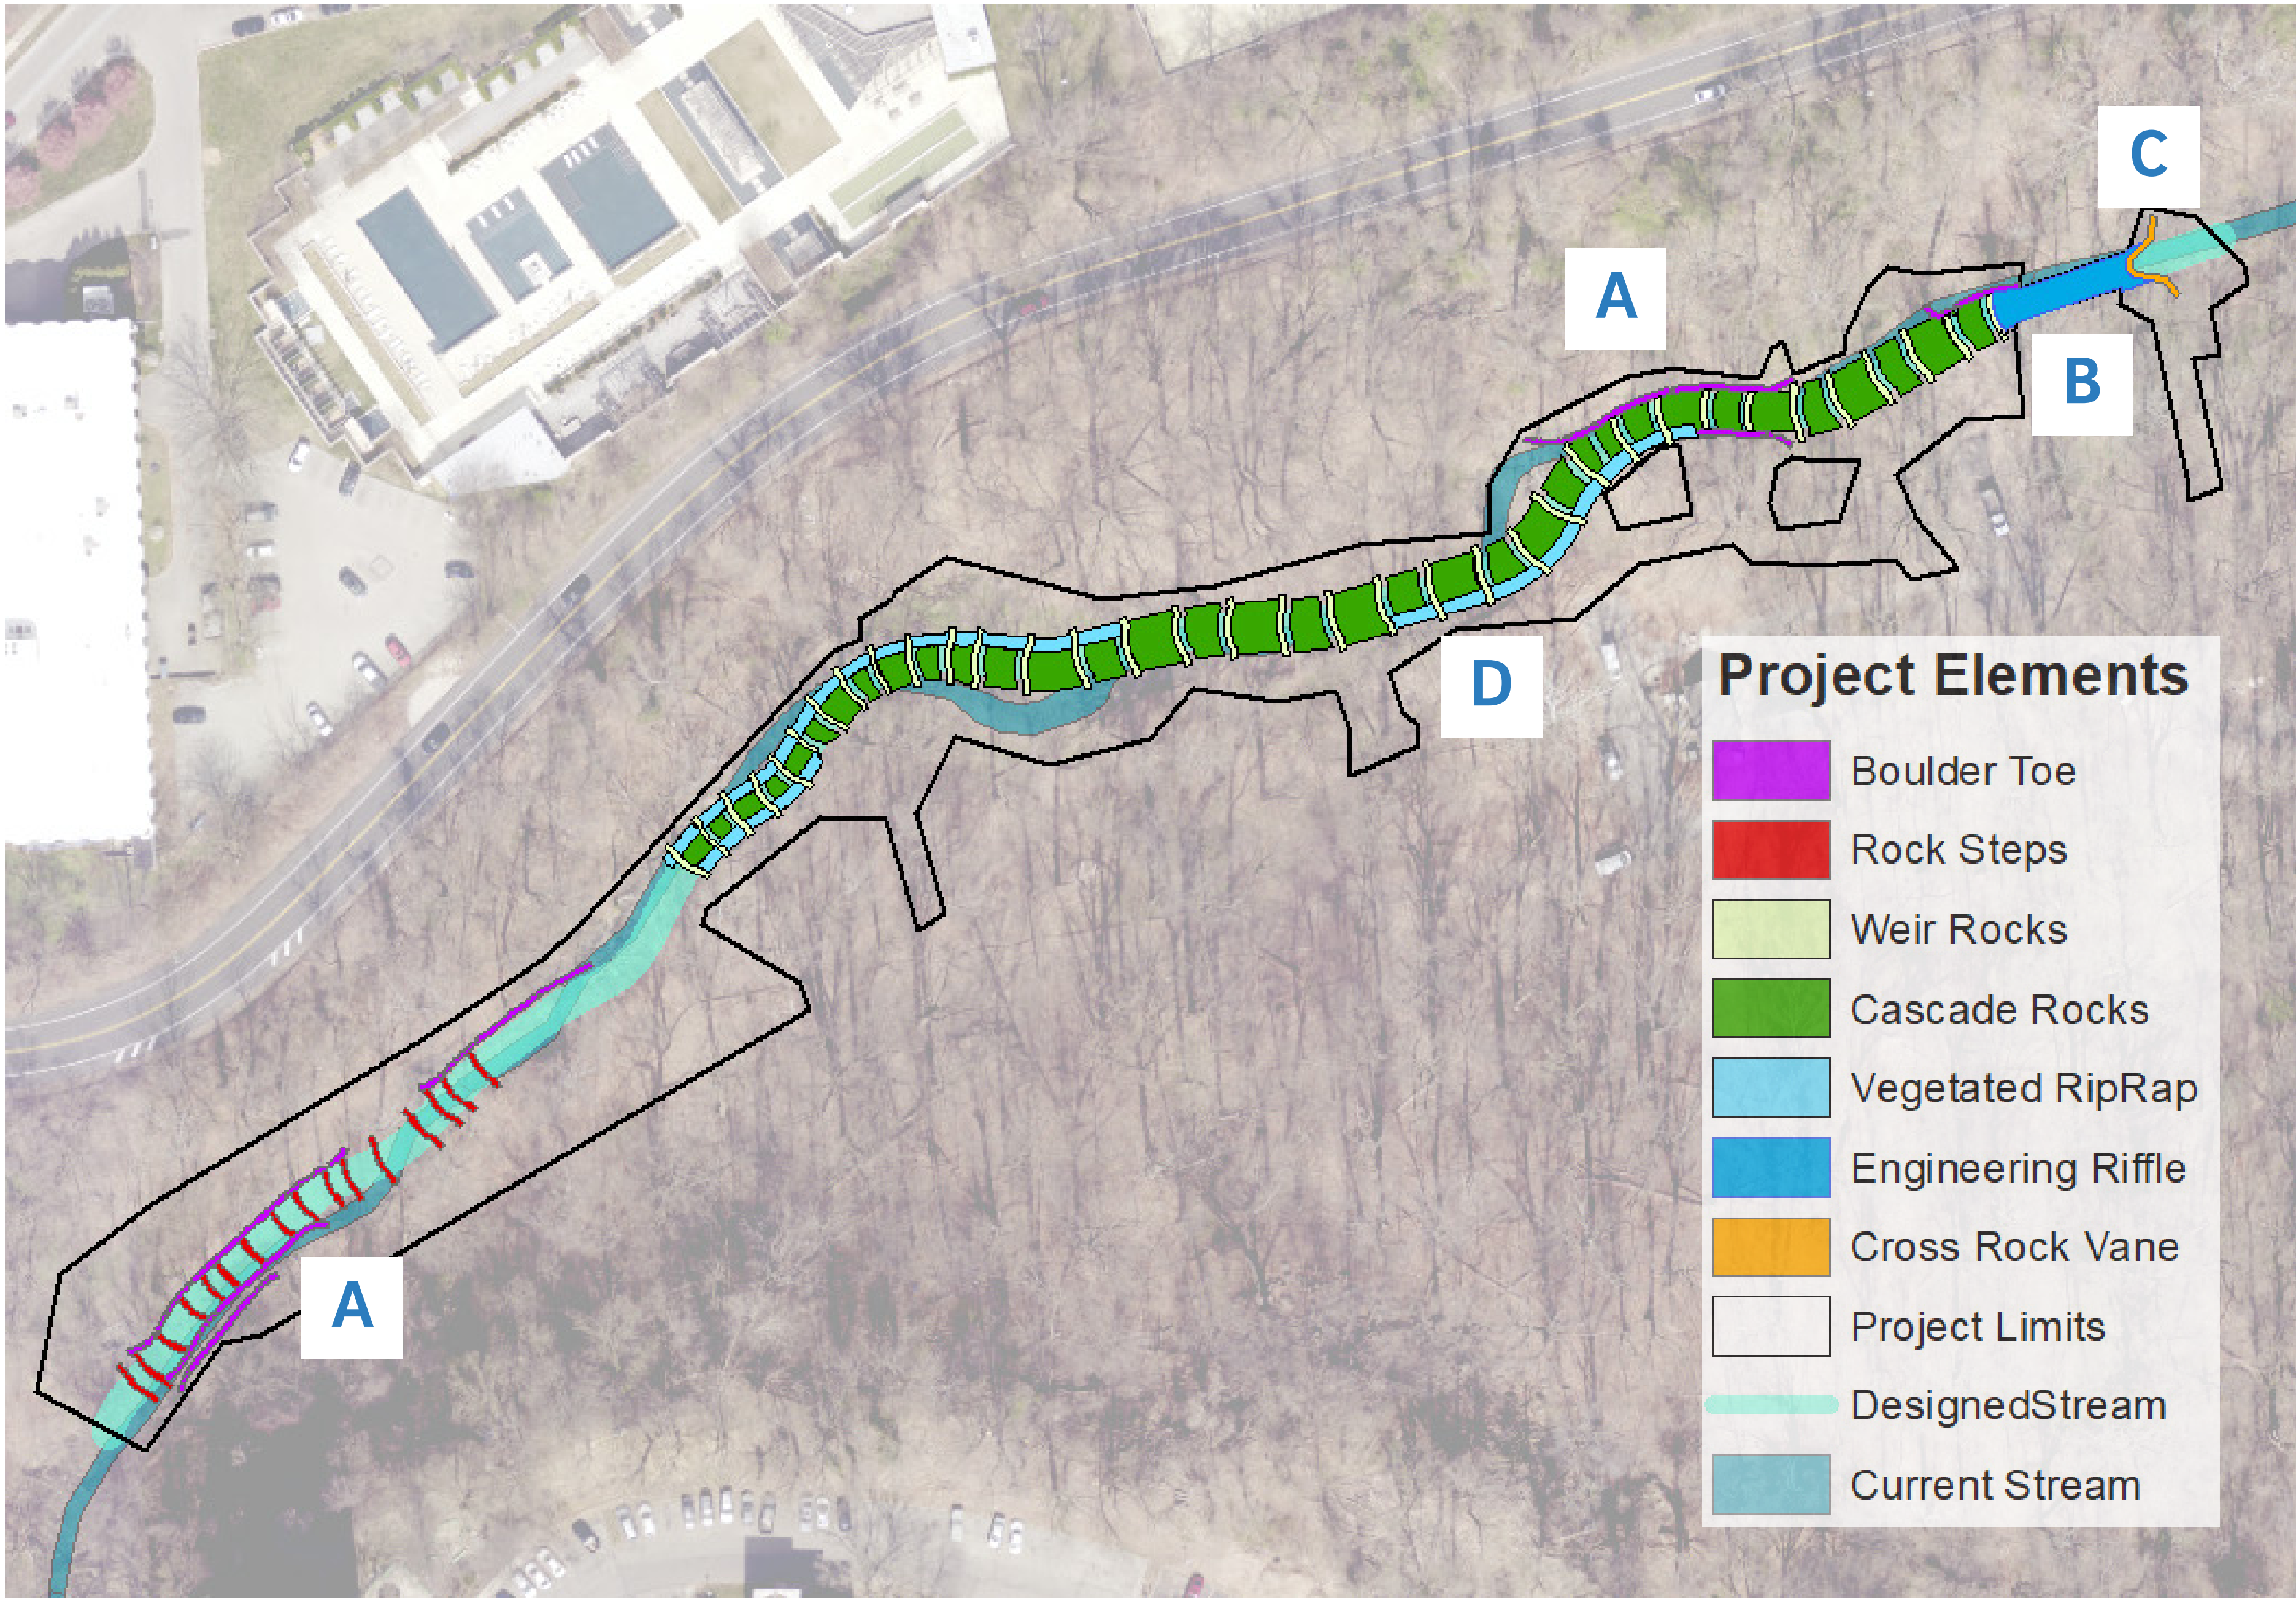 C
A
B
D
A
Project Elements
Boulder Toe
Rock Steps
Weir Rocks
Cascade Rocks
Vegetated RipRap
Engineering Riffle
Cross Rock Vane
Project Limits
DesignedStream
Current Stream